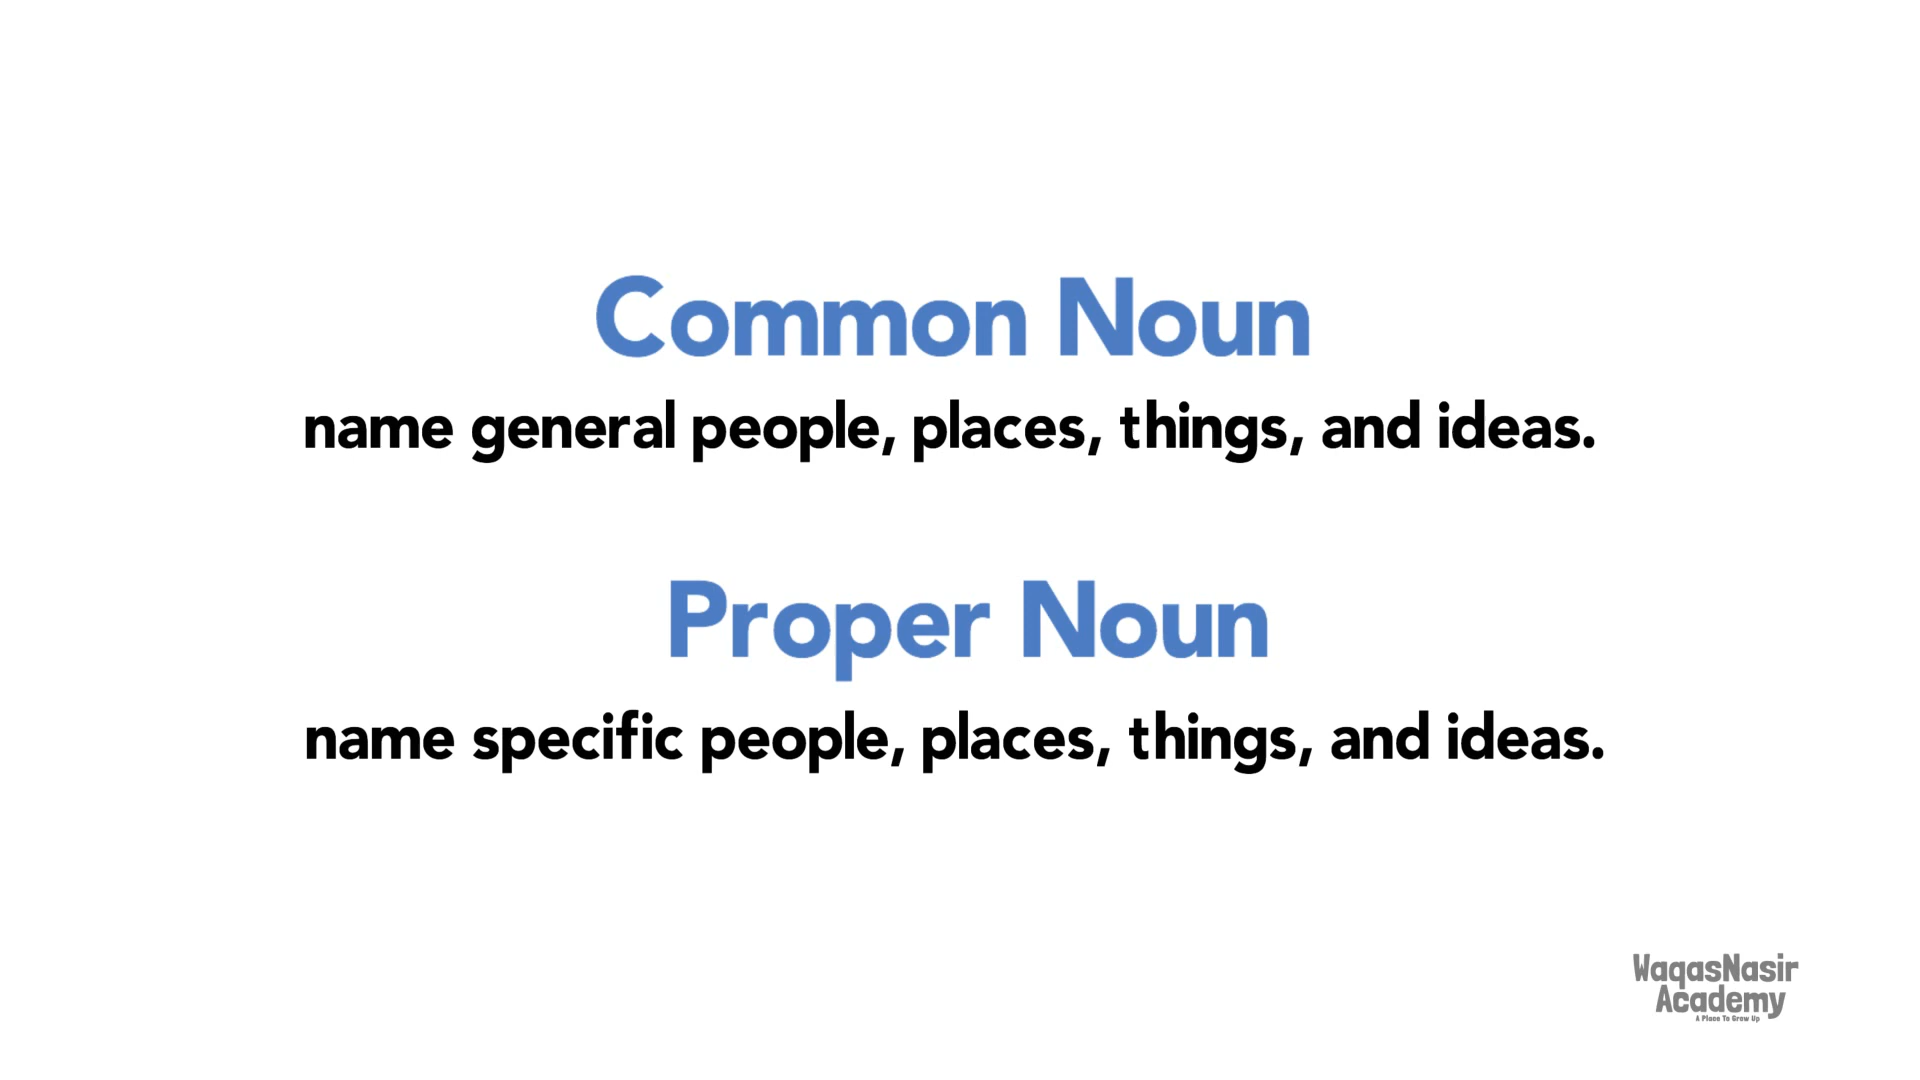 Common Noun
name general people, places, things, and ideas.
Proper Noun
name specific people, places, things, and ideas.
WaqasNasir
Academy
A Place To Grow Up